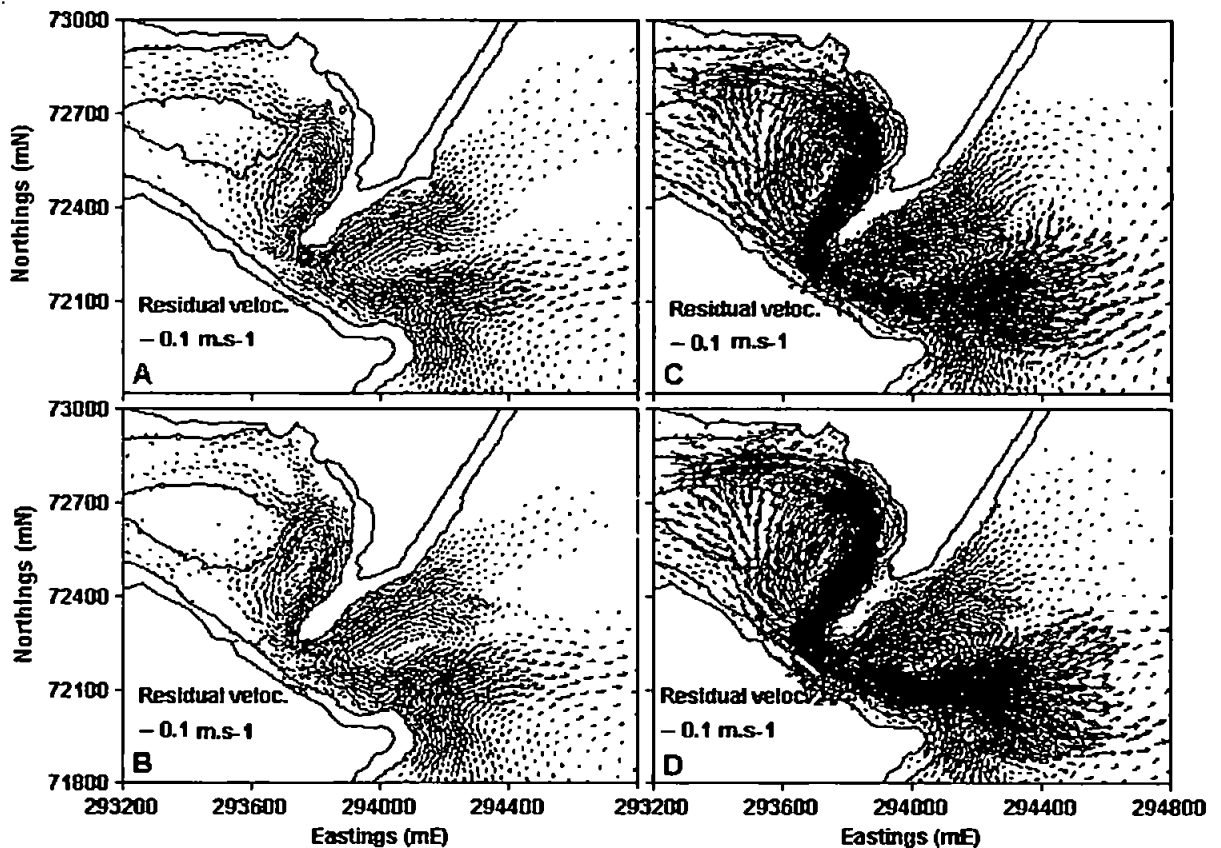 73000
72700
72400
72100
Northings (mN)
Residual veloc.
– 0.1 m.s-1
A
Residual veloc.
– 0.1 m.s-1
C
73000
72700
72400
72100
71800
Northings (mN)
Residual veloc.
– 0.1 m.s-1
B
Residual veloc.
– 0.1 m.s-1
D
293200 293600 294000 294400 293200 293600 294000 294400 294800
Eastings (mE) Eastings (mE)